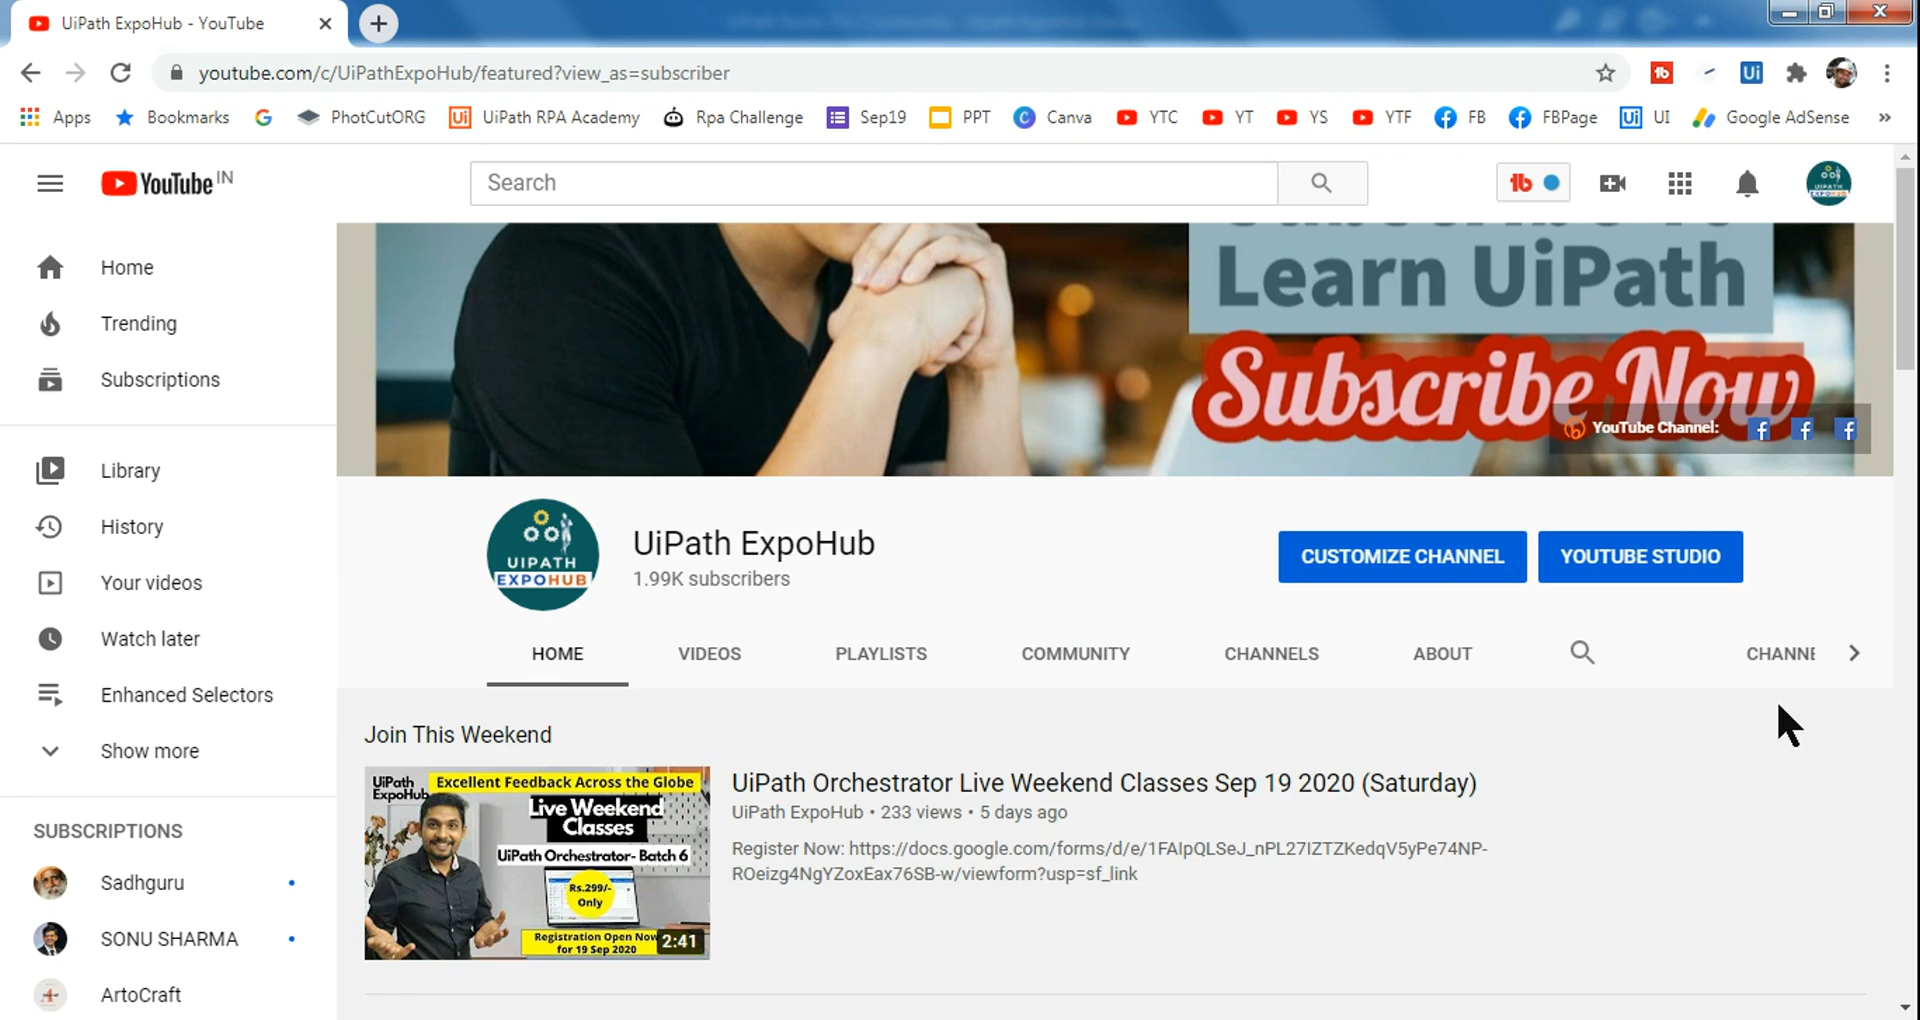 UiPath ExpoHub - YouTube
youtube.com/c/UiPathExpoHub/featured?view_as=subscriber
Apps Bookmarks PhotCutORG UiPath RPA Academy Rpa Challenge Sep19 PPT Canva YTC YT YS YTF FB FBPage UI Google AdSense »
YouTube IN
Search
Home
Trending
Subscriptions
Library
History
Your videos
Watch later
Enhanced Selectors
Show more
SUBSCRIPTIONS
Sadhguru
SONU SHARMA
ArtoCraft
Learn UiPath
Subscribe Now
YouTube Channel:
UIPATH
EXPOHUB
UiPath ExpoHub
1.99K subscribers
CUSTOMIZE CHANNEL
YOUTUBE STUDIO
HOME VIDEOS PLAYLISTS COMMUNITY CHANNELS ABOUT CHANNE
Join This Weekend
UiPath
ExpoHub
Excellent Feedback Across the Globe
Live Weekend
Classes
UiPath Orchestrator- Batch 6
Rs.299/-
Only
Registration Open Now
for 19 Sep 2020
2:41
UiPath Orchestrator Live Weekend Classes Sep 19 2020 (Saturday)
UiPath ExpoHub • 233 views • 5 days ago
Register Now: https://docs.google.com/forms/d/e/1FAIpQLSeJ_nPL27IZTZKedqV5yPe74NP-
ROeizg4NgYZoxEax76SB-w/viewform?usp=sf_link